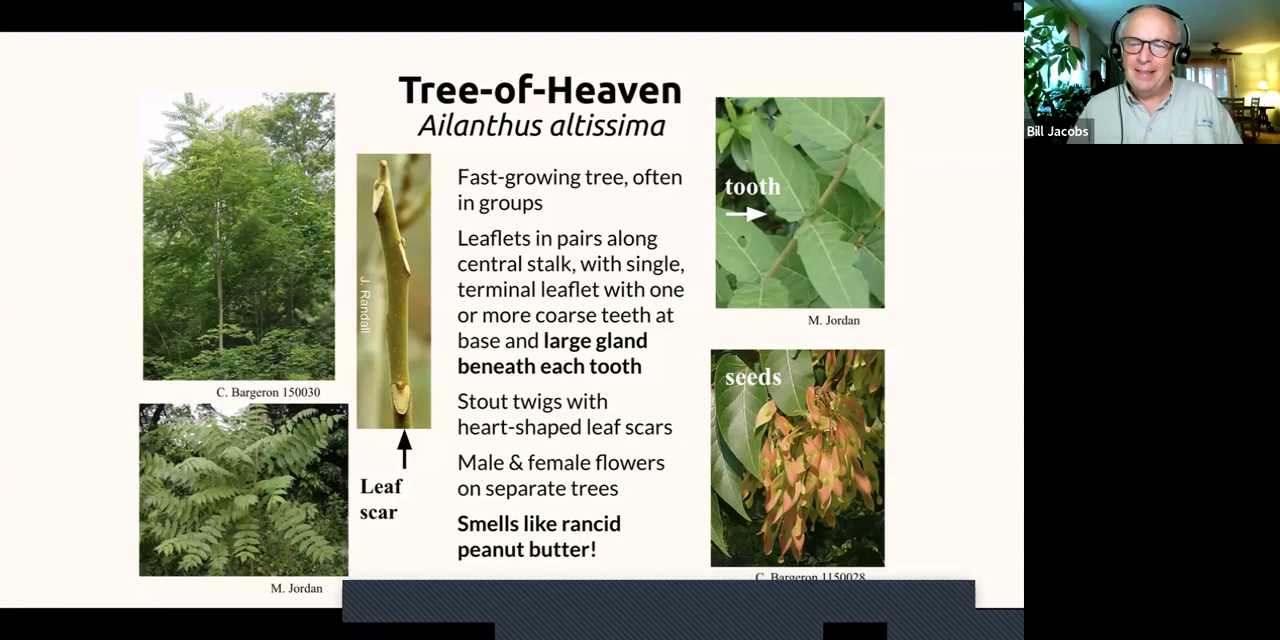 Tree-of-Heaven
Ailanthus altissima
C. Bargeron 150030
M. Jordan
J. Randall
Leaf
scar
Fast-growing tree, often
in groups
Leaflets in pairs along
central stalk, with single,
terminal leaflet with one
or more coarse teeth at
base and large gland
beneath each tooth
Stout twigs with
heart-shaped leaf scars
Male & female flowers
on separate trees
Smells like rancid
peanut butter!
tooth
M. Jordan
seeds
C. Bargeron 1150028
Bill Jacobs